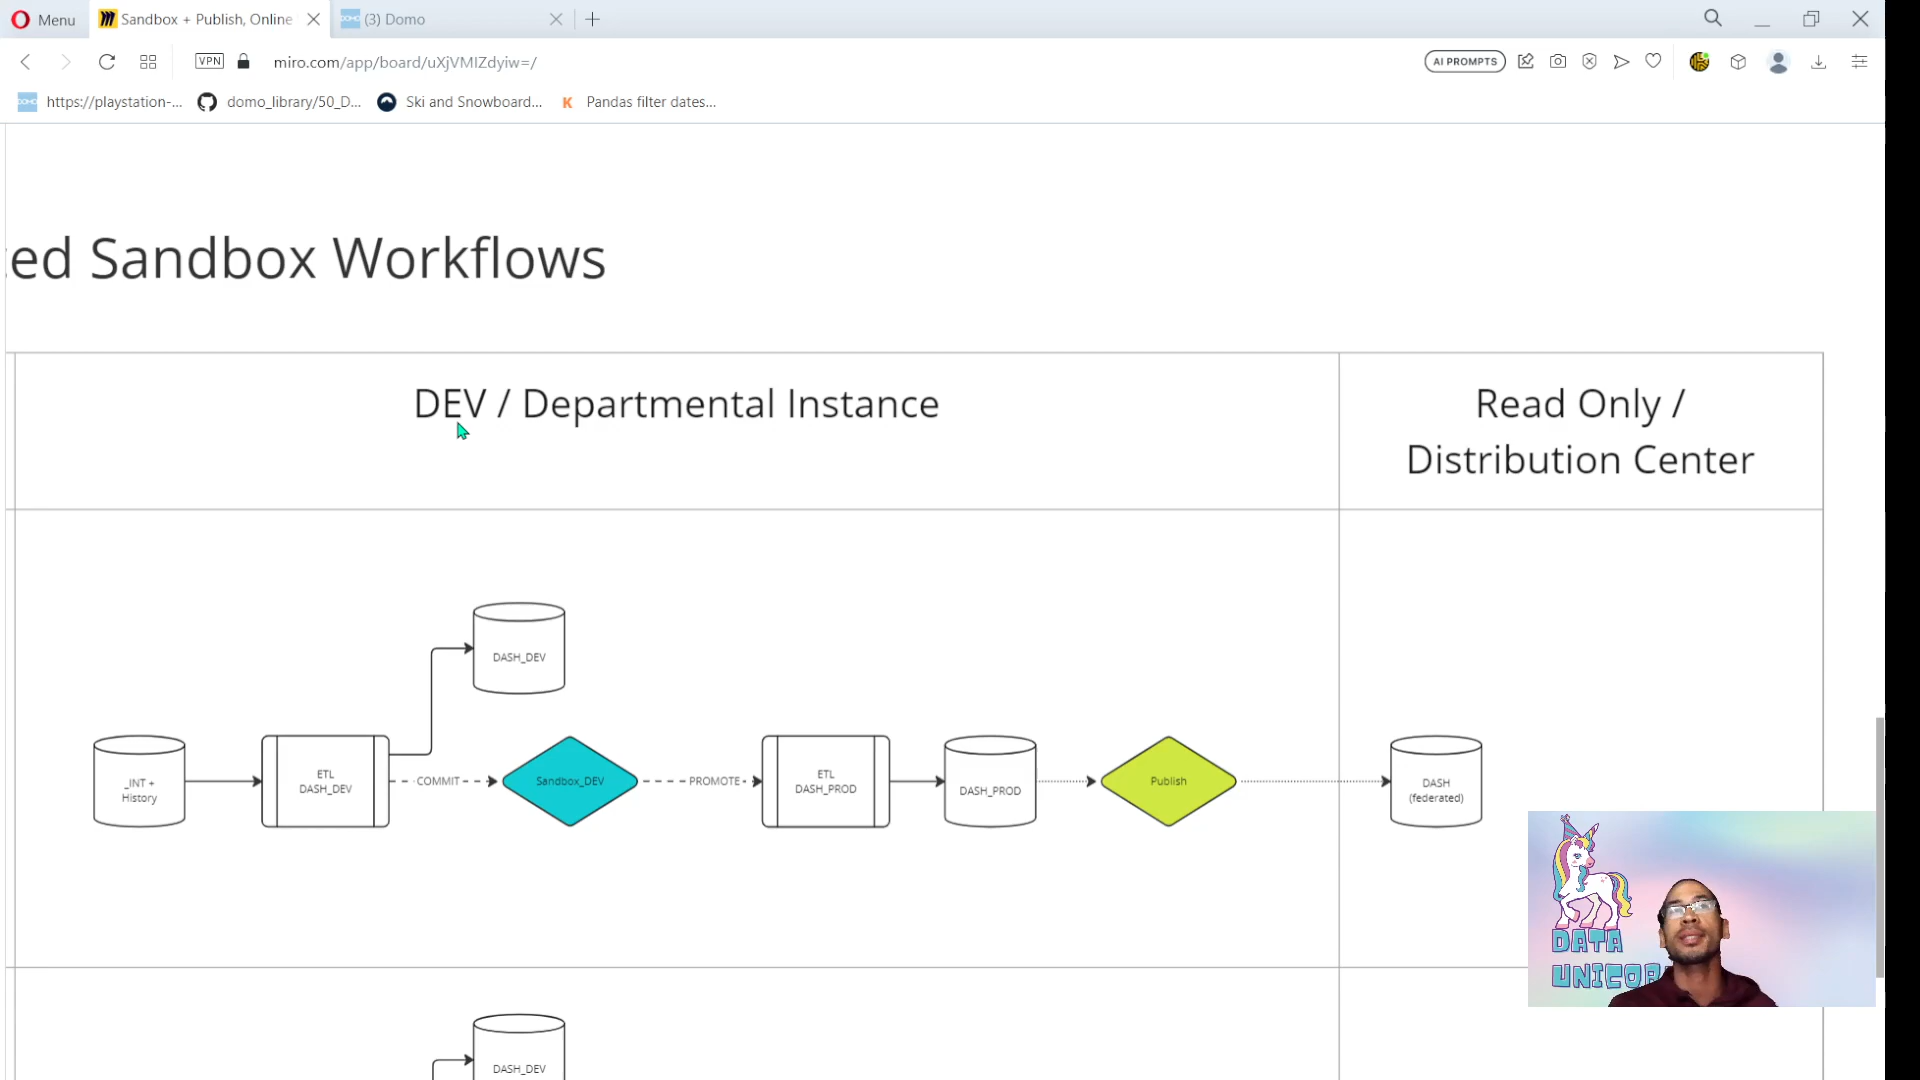 Menu
Sandbox + Publish, Online
(3) Domo
VPN
miro.com/app/board/uXjVMIZdyiw=/
AI PROMPTS
DOMO
https://playstation-...
domo_library/50_D...
Ski and Snowboard...
K
Pandas filter dates...
ed Sandbox Workflows
DEV / Departmental Instance
Read Only /
Distribution Center
DASH_DEV
_INT +
History
ETL
DASH_DEV
COMMIT
Sandbox_DEV
PROMOTE
ETL
DASH_PROD
DASH_PROD
Publish
DASH
(federated)
DATA
UNICOR
DASH_DEV